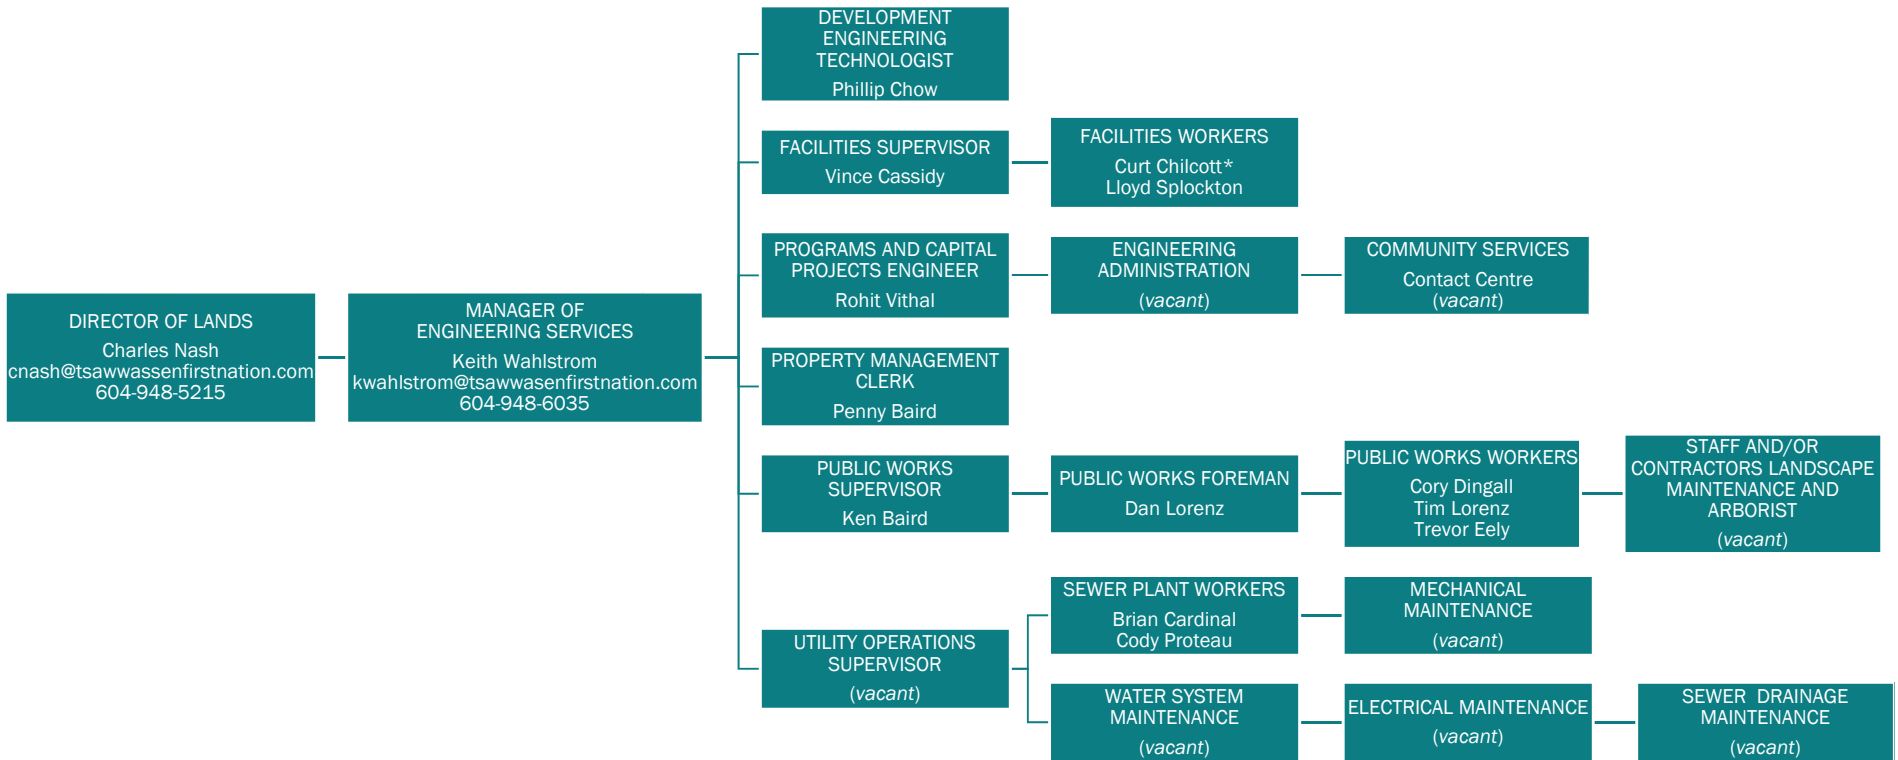 DIRECTOR OF LANDS
Charles Nash
cnash@tsawwassenfirstnation.com
604-948-5215
MANAGER OF
ENGINEERING SERVICES
Keith Wahlstrom
kwahlstrom@tsawwasenfirstnation.com
604-948-6035
DEVELOPMENT
ENGINEERING
TECHNOLOGIST
Phillip Chow
FACILITIES SUPERVISOR
Vince Cassidy
FACILITIES WORKERS
Curt Chilcott*
Lloyd Splockton
PROGRAMS AND CAPITAL
PROJECTS ENGINEER
Rohit Vithal
ENGINEERING
ADMINISTRATION
(vacant)
COMMUNITY SERVICES
Contact Centre
(vacant)
PROPERTY MANAGEMENT
CLERK
Penny Baird
PUBLIC WORKS
SUPERVISOR
Ken Baird
PUBLIC WORKS FOREMAN
Dan Lorenz
PUBLIC WORKS WORKERS
Cory Dingall
Tim Lorenz
Trevor Eely
STAFF AND/OR
CONTRACTORS LANDSCAPE
MAINTENANCE AND
ARBORIST
(vacant)
UTILITY OPERATIONS
SUPERVISOR
(vacant)
SEWER PLANT WORKERS
Brian Cardinal
Cody Proteau
MECHANICAL
MAINTENANCE
(vacant)
WATER SYSTEM
MAINTENANCE
(vacant)
ELECTRICAL MAINTENANCE
(vacant)
SEWER  DRAINAGE
MAINTENANCE
(vacant)